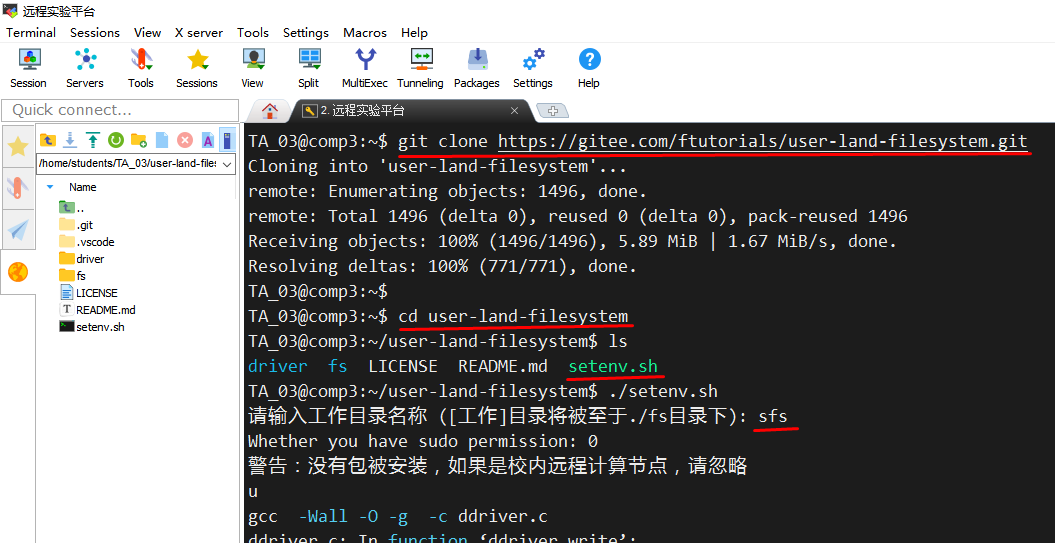 远程实验平台
Terminal Sessions View X server Tools Settings Macros Help
Session Servers Tools Sessions View Split MultiExec Tunneling Packages Settings Help
Quick connect...
2. 远程实验平台
/home/students/TA_03/user-land-files
Name
..
.git
.vscode
driver
fs
LICENSE
README.md
setenv.sh
TA_03@comp3:~$ git clone https://gitee.com/ftutorials/user-land-filesystem.git
Cloning into 'user-land-filesystem'...
remote: Enumerating objects: 1496, done.
remote: Total 1496 (delta 0), reused 0 (delta 0), pack-reused 1496
Receiving objects: 100% (1496/1496), 5.89 MiB | 1.67 MiB/s, done.
Resolving deltas: 100% (771/771), done.
TA_03@comp3:~$
TA_03@comp3:~$ cd user-land-filesystem
TA_03@comp3:~/user-land-filesystem$ ls
driver fs LICENSE README.md setenv.sh
TA_03@comp3:~/user-land-filesystem$ ./setenv.sh
请输入工作目录名称 ([工作]目录将被至于./fs目录下): sfs
Whether you have sudo permission: 0
警告：没有包被安装，如果是校内远程计算节点，请忽略
u
gcc -Wall -O -g -c ddriver.c
ddriver.c: In function ‘ddriver_write’: